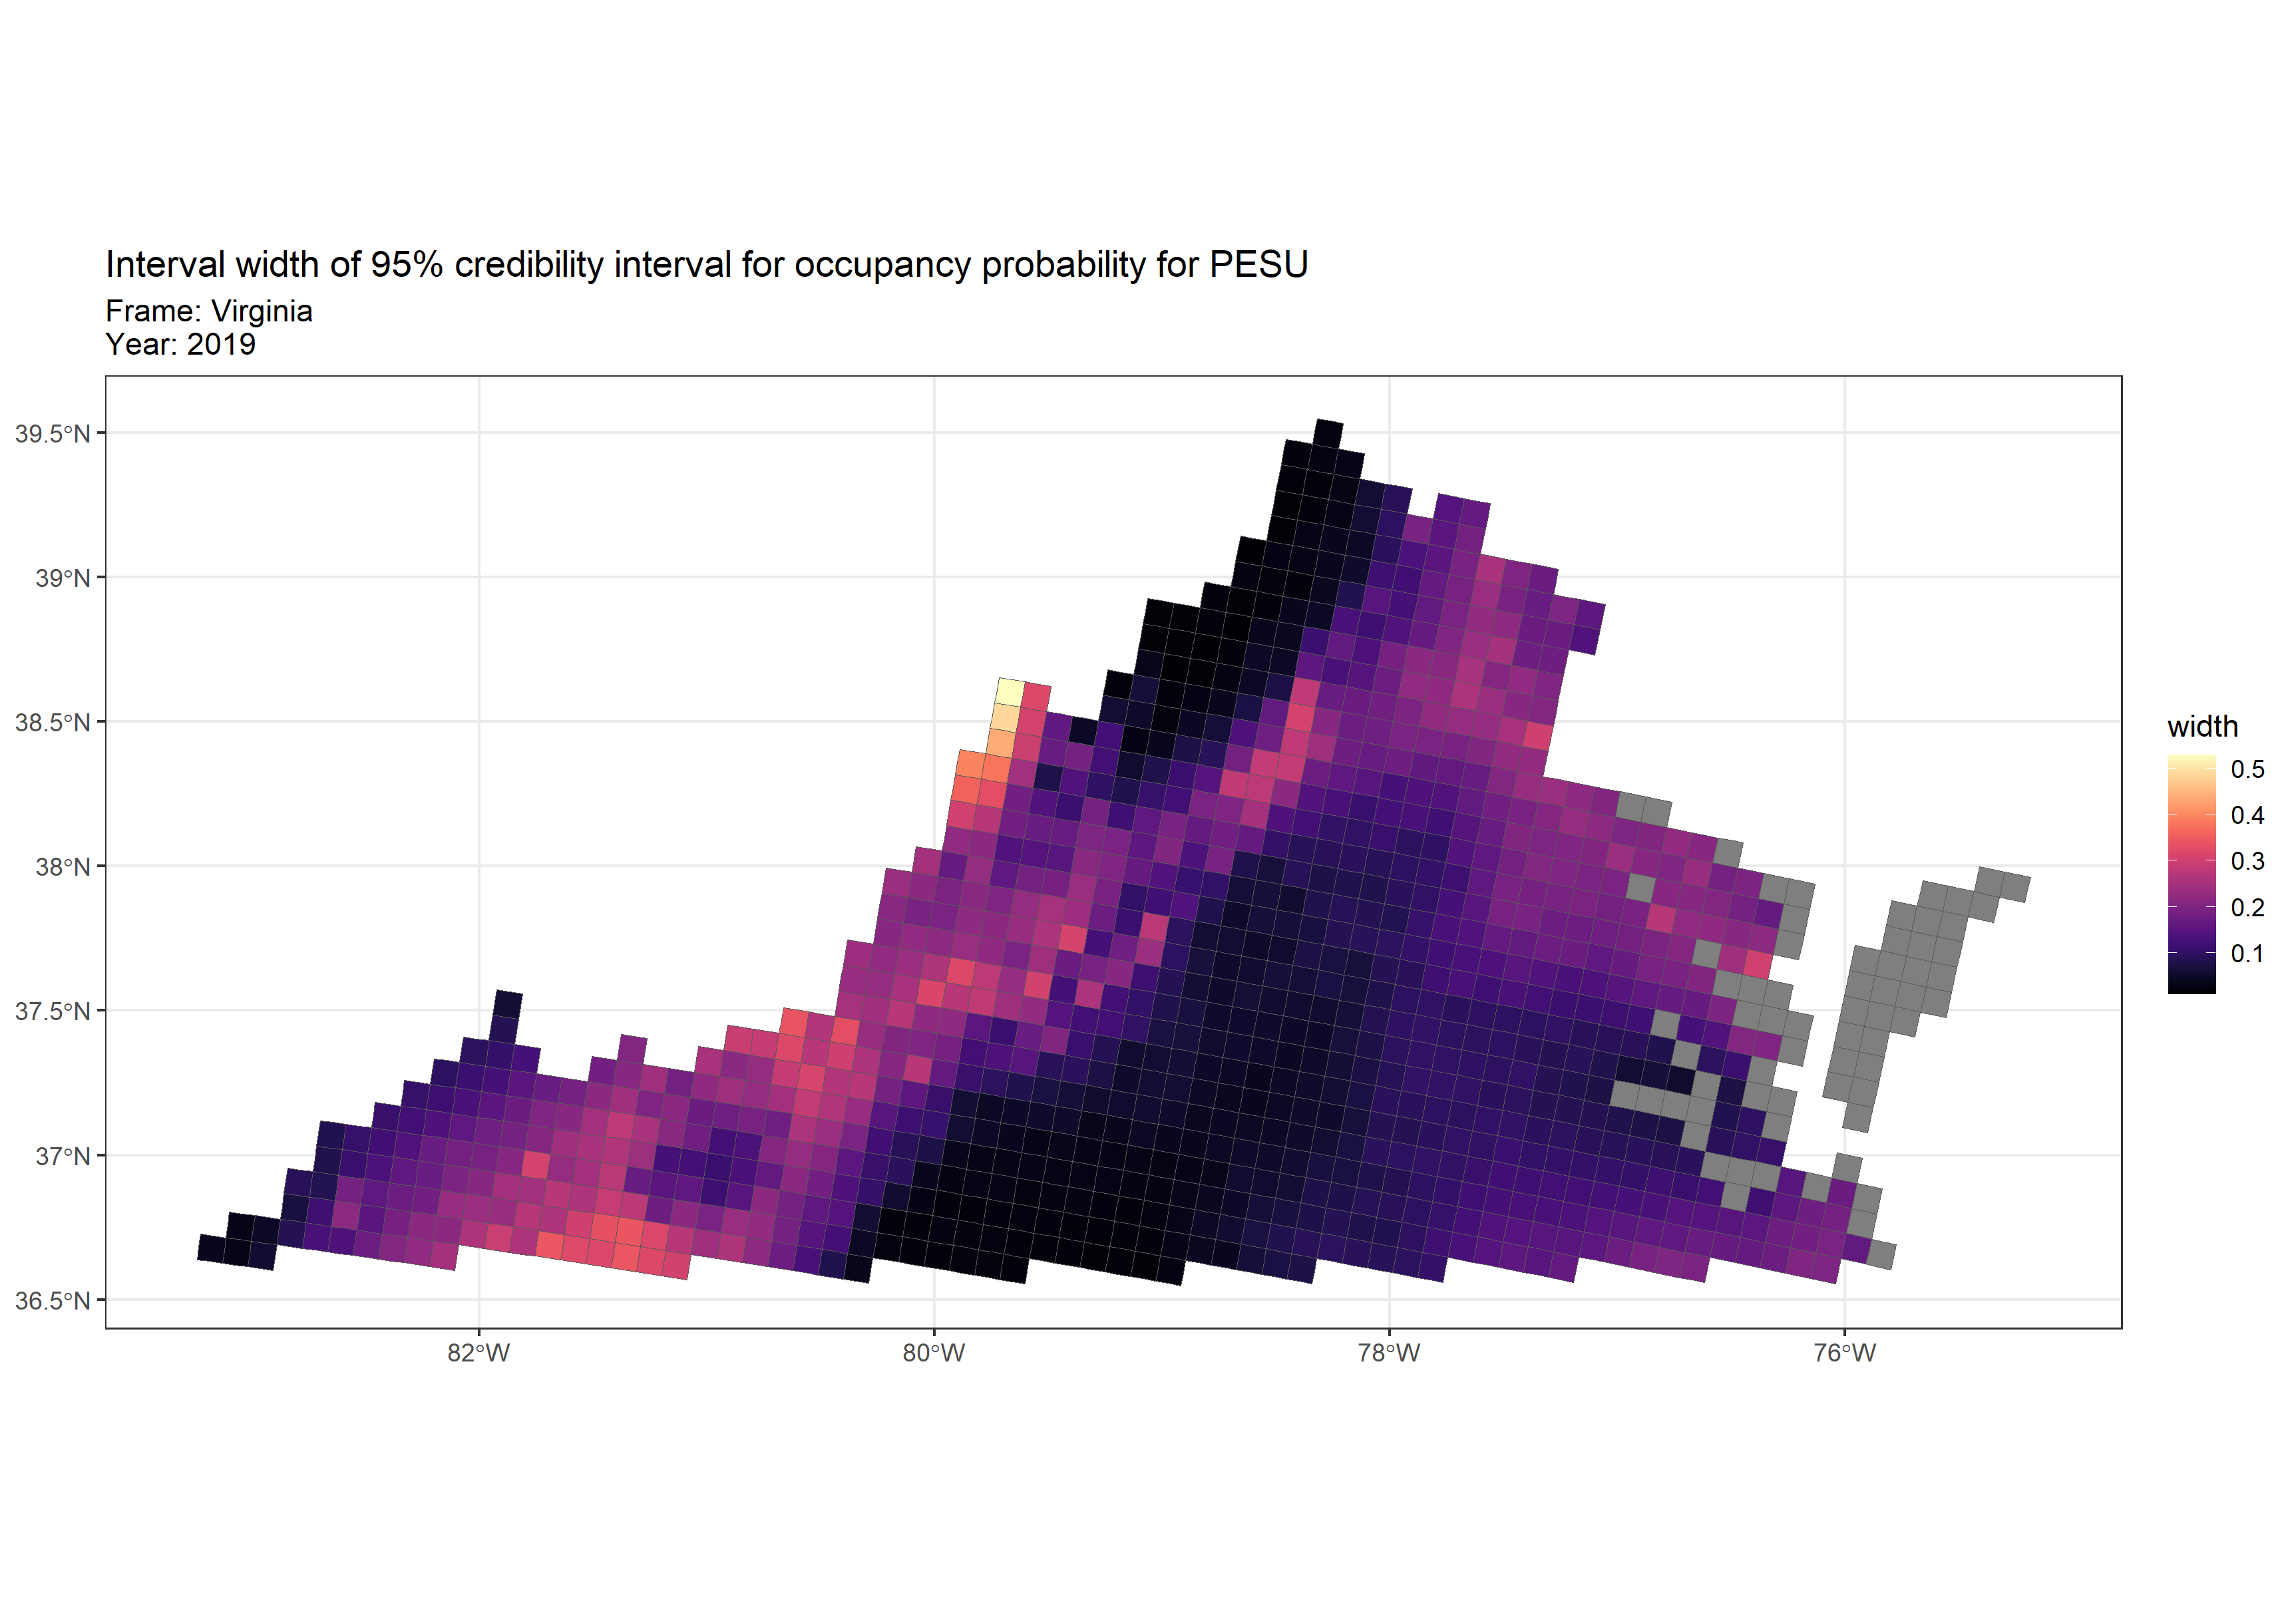 Interval width of 95% credibility interval for occupancy probability for PESU
Frame: Virginia
Year: 2019
39.5°N
39°N
38.5°N
38°N
37.5°N
37°N
36.5°N
82°W
80°W
78°W
76°W
width
0.5
0.4
0.3
0.2
0.1